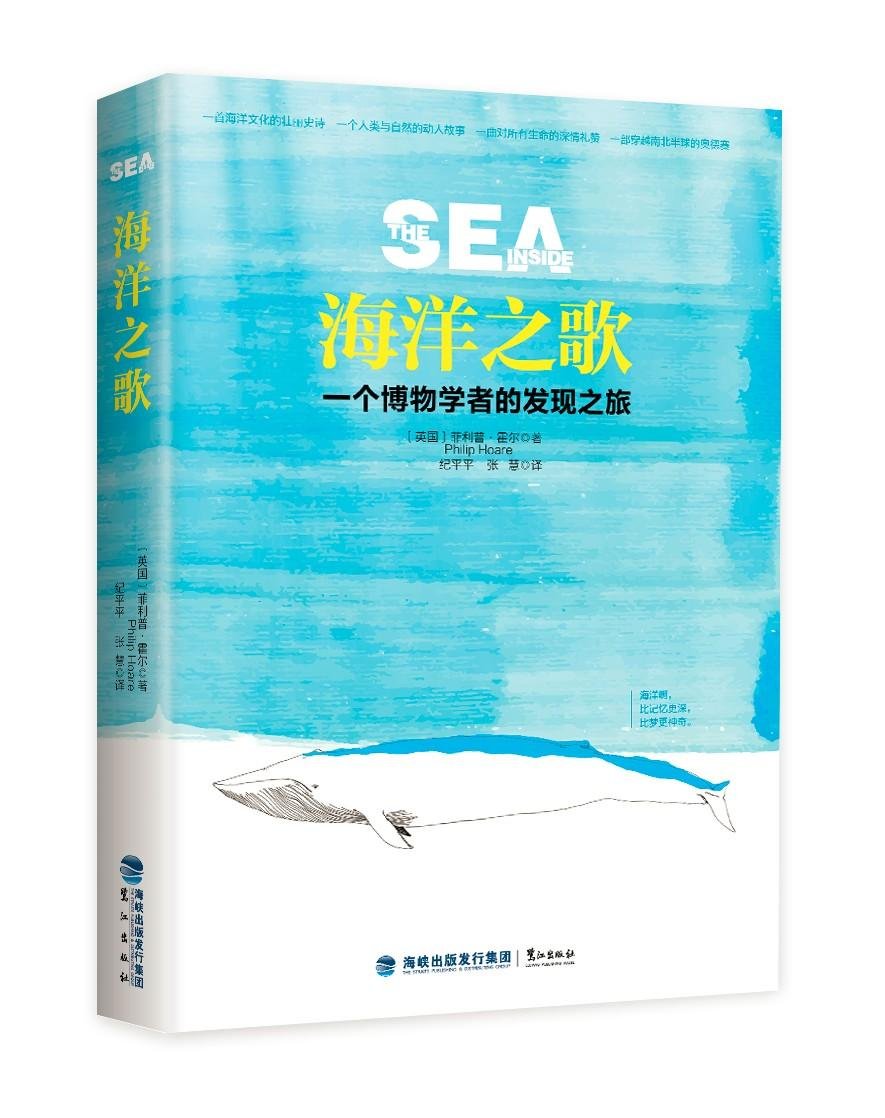 一首海洋文化的壮丽史诗 一个人类与自然的动人故事 一曲对所有生命的深情礼赞 一部穿越南北半球的奥德赛
THE SEA INSIDE
海洋之歌
一个博物学者的发现之旅
［英国］菲利普·霍尔◎著
Philip Hoare
纪平平 张 慧◎译
海洋啊，
比记忆更深，
比梦更神奇。
海峡出版发行集团
THE STRAITS PUBLISHING & DISTRIBUTING GROUP
鹭江出版社
THE SEA INSIDE
海洋之歌
［英国］菲利普·霍尔◎著
Philip Hoare
纪平平 张 慧◎译
海峡出版发行集团
鹭江出版社